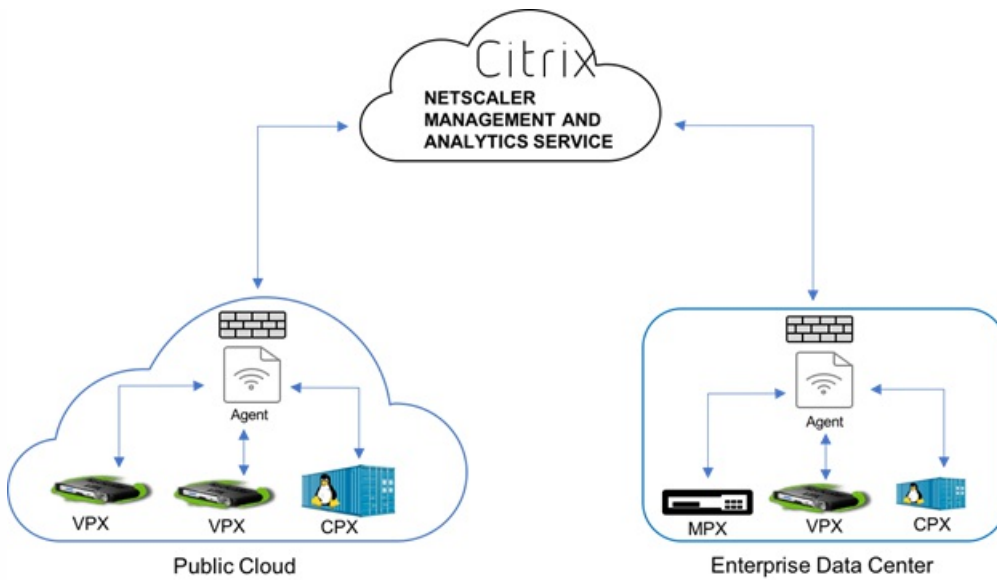 Citrix
NETSCALER
MANAGEMENT AND
ANALYTICS SERVICE
Agent
VPX
VPX
CPX
Public Cloud
Agent
MPX
VPX
CPX
Enterprise Data Center